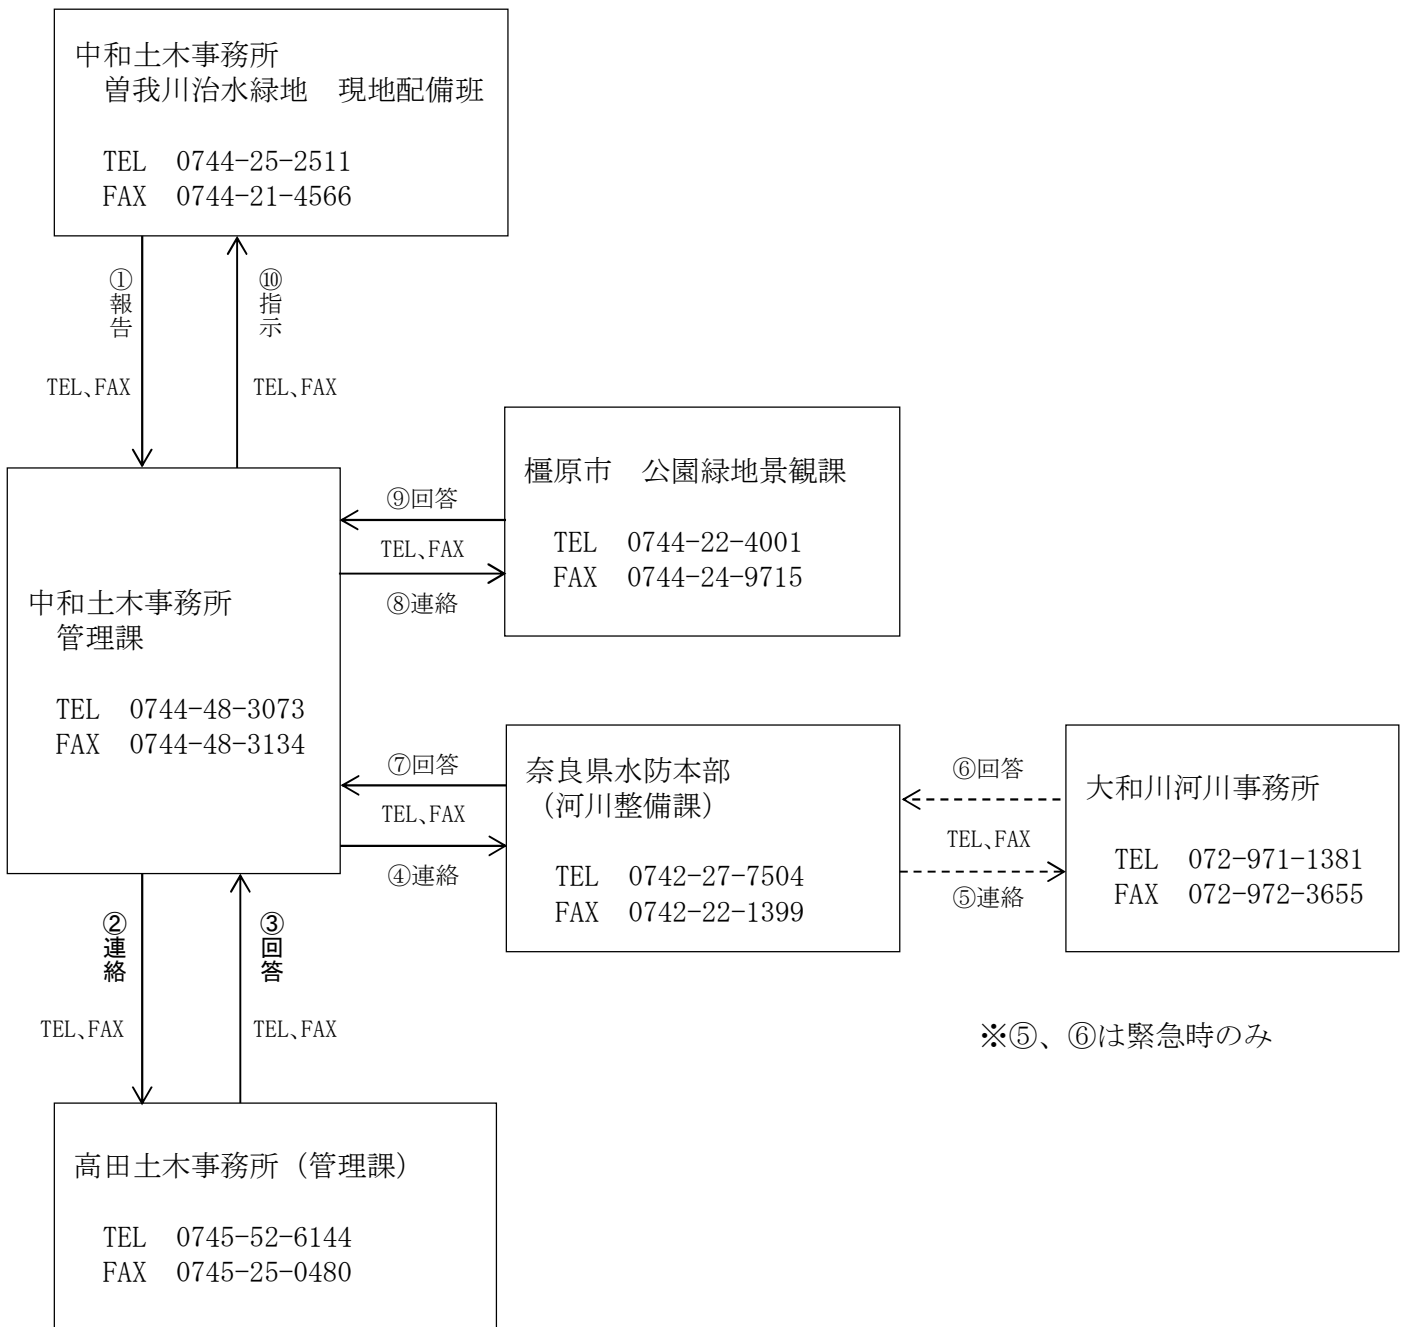 中和土木事務所
曽我川治水緑地　現地配備班
TEL　0744-25-2511
FAX　0744-21-4566
①報告
⑩指示
TEL、FAX
TEL、FAX
橿原市　公園緑地景観課
TEL　0744-22-4001
FAX　0744-24-9715
⑨回答
TEL、FAX
⑧連絡
中和土木事務所
管理課
TEL　0744-48-3073
FAX　0744-48-3134
⑦回答
TEL、FAX
④連絡
奈良県水防本部
（河川整備課）
TEL　0742-27-7504
FAX　0742-22-1399
⑥回答
TEL、FAX
⑤連絡
大和川河川事務所
TEL　072-971-1381
FAX　072-972-3655
②連絡
③回答
TEL、FAX
TEL、FAX
※⑤、⑥は緊急時のみ
高田土木事務所（管理課）
TEL　0745-52-6144
FAX　0745-25-0480